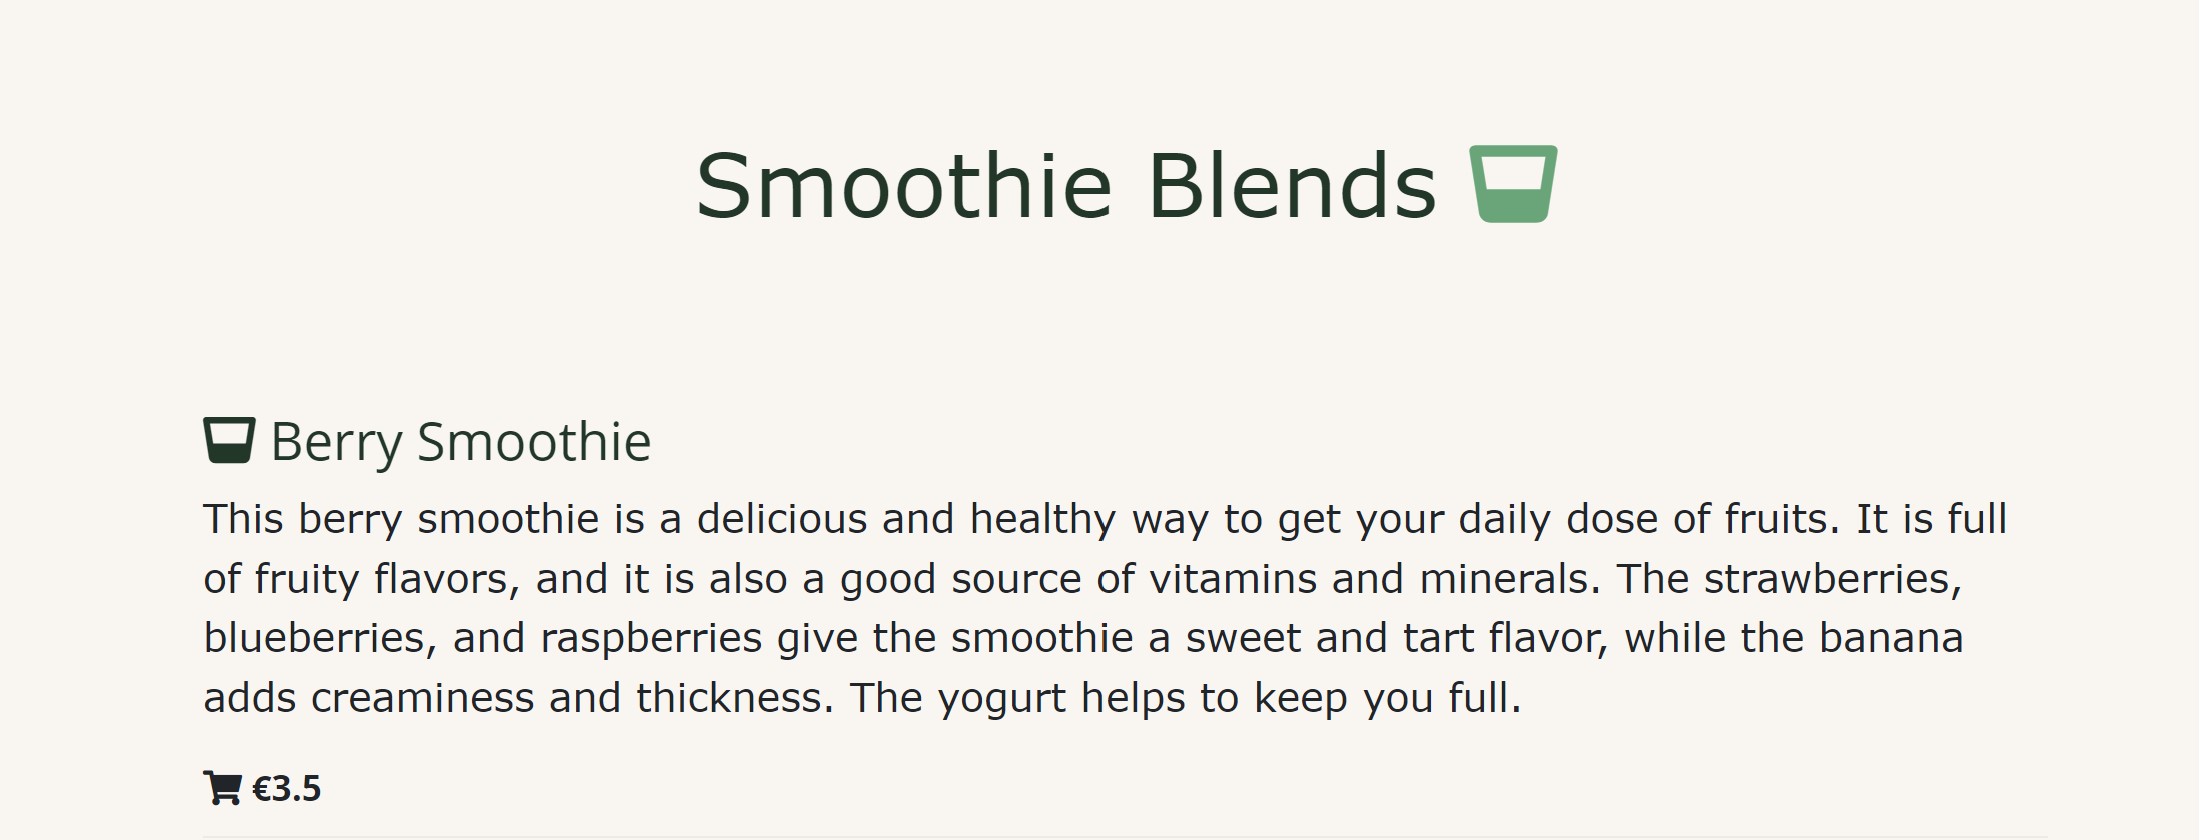 Smoothie Blends
Berry Smoothie
This berry smoothie is a delicious and healthy way to get your daily dose of fruits. It is full
of fruity flavors, and it is also a good source of vitamins and minerals. The strawberries,
blueberries, and raspberries give the smoothie a sweet and tart flavor, while the banana
adds creaminess and thickness. The yogurt helps to keep you full.
€3.5